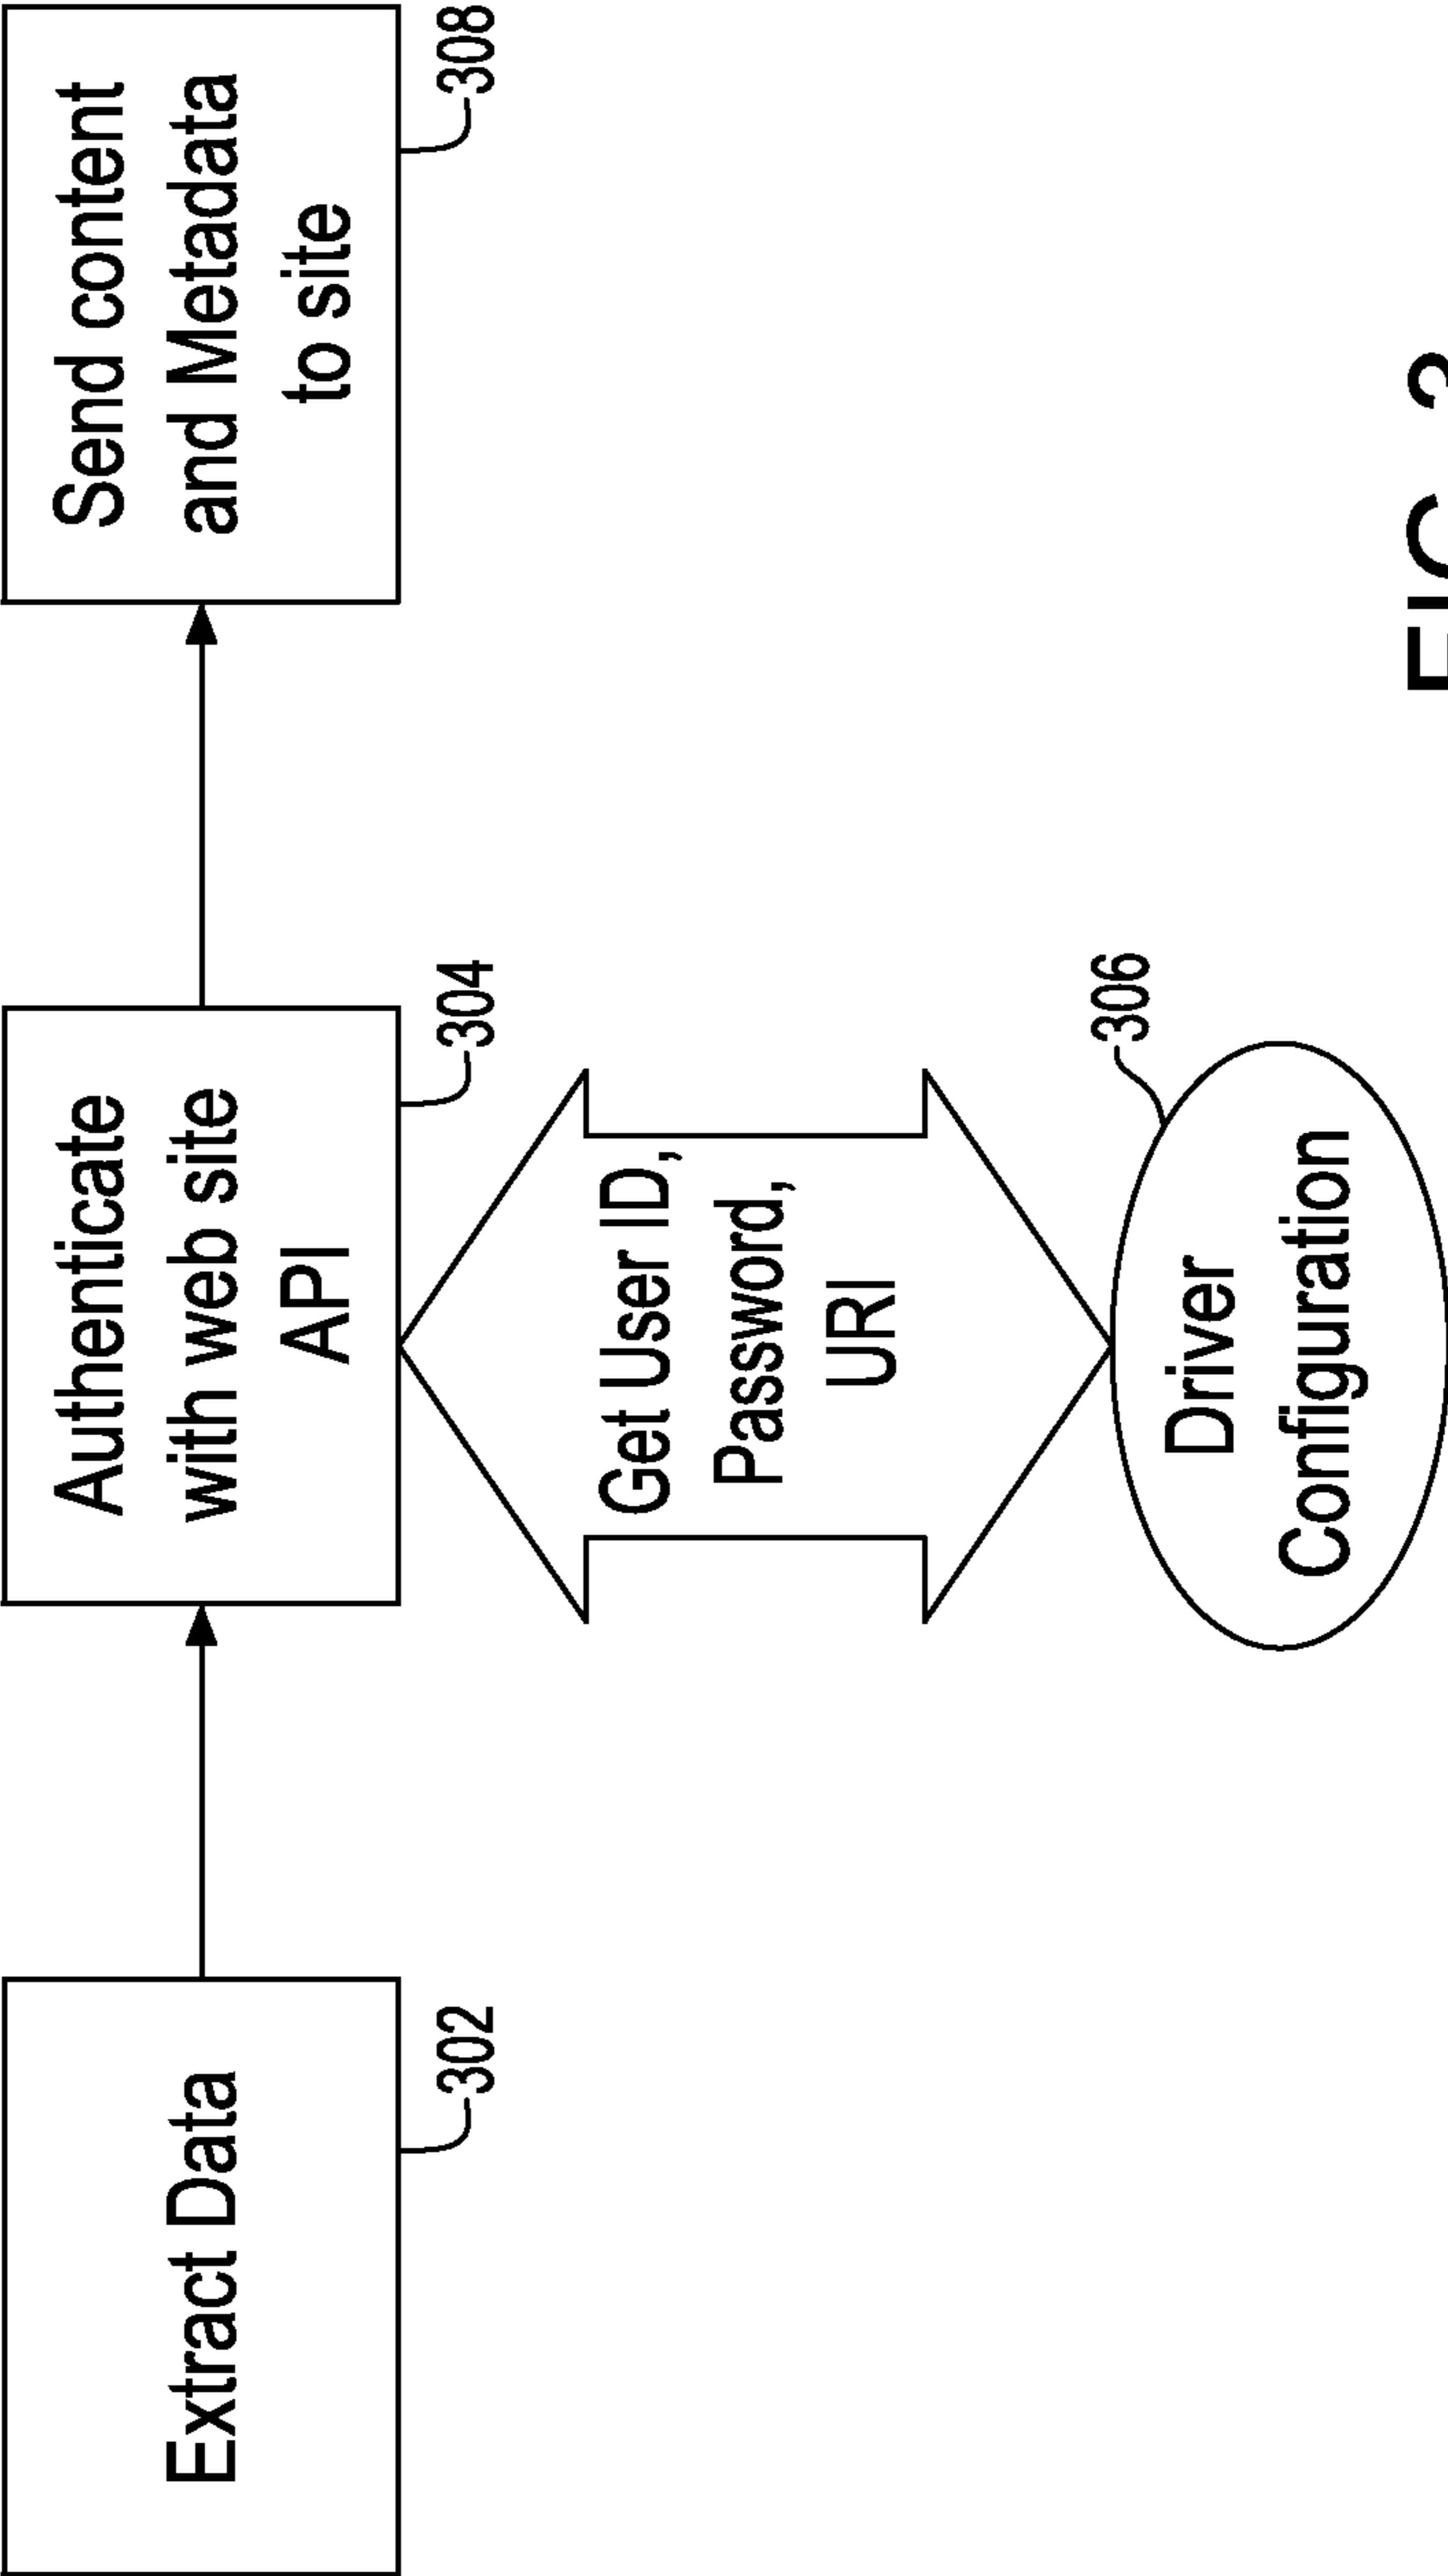 Extract Data
302
Authenticate
with web site
API
304
Get User ID,
Password,
URI
Driver
Configuration
306
Send content
and Metadata
to site
308